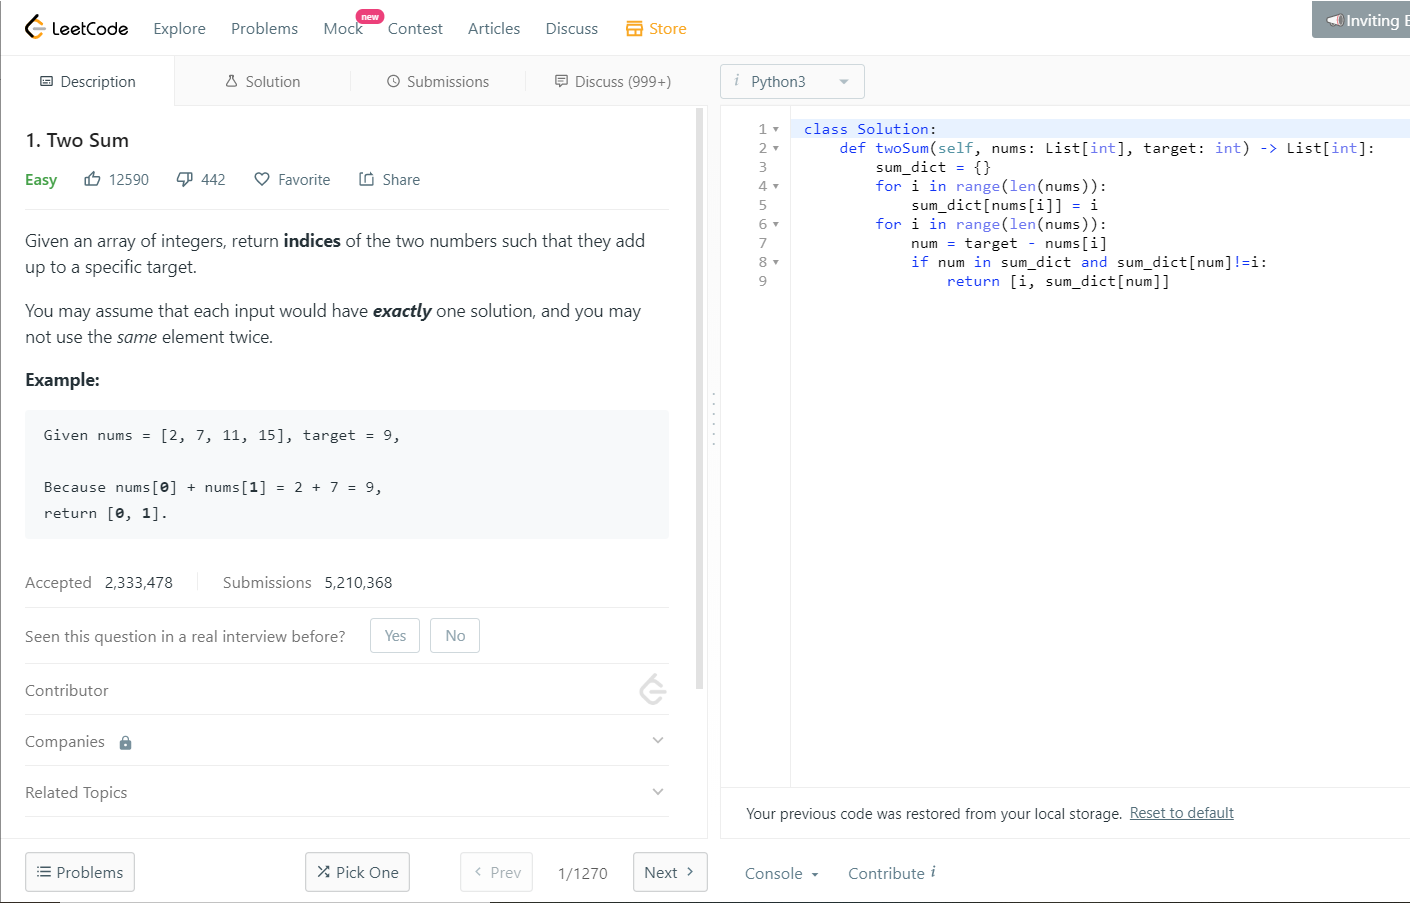 LeetCode Explore Problems Mock new Contest Articles Discuss Store
Inviting
Description Solution Submissions Discuss (999+)
i Python3
1. Two Sum
Easy 12590 442 Favorite Share
Given an array of integers, return indices of the two numbers such that they add
up to a specific target.
You may assume that each input would have exactly one solution, and you may
not use the same element twice.
Example:
Given nums = [2, 7, 11, 15], target = 9,
Because nums[0] + nums[1] = 2 + 7 = 9,
return [0, 1].
Accepted 2,333,478 Submissions 5,210,368
Seen this question in a real interview before? Yes No
Contributor
Companies
Related Topics
Problems Pick One Prev 1/1270 Next
1 class Solution:
2 def twoSum(self, nums: List[int], target: int) -> List[int]:
3 sum_dict = {}
4 for i in range(len(nums)):
5 sum_dict[nums[i]] = i
6 for i in range(len(nums)):
7 num = target - nums[i]
8 if num in sum_dict and sum_dict[num]!=i:
9 return [i, sum_dict[num]]
Your previous code was restored from your local storage. Reset to default
Console Contribute i